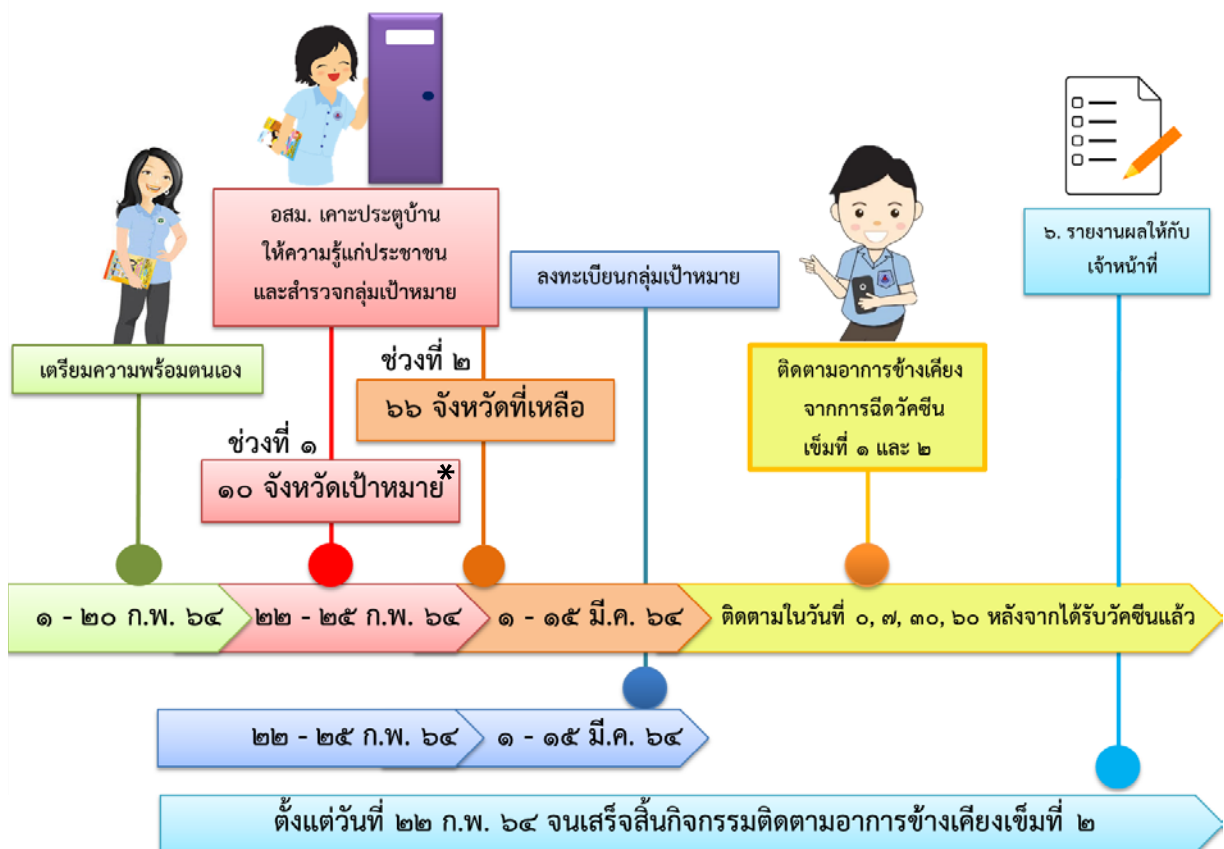 อสม. เคาะประตูบ้าน
ให้ความรู้แก่ประชาชน
และสำรวจกลุ่มเป้าหมาย
๖. รายงานผลให้กับ
เจ้าหน้าที่
ลงทะเบียนกลุ่มเป้าหมาย
เตรียมความพร้อมตนเอง
ช่วงที่ ๒
๖๖ จังหวัดที่เหลือ
ติดตามอาการข้างเคียง
จากการฉีดวัคซีน
เข็มที่ ๑ และ ๒
ช่วงที่ ๑
๑๐ จังหวัดเป้าหมาย*
๑ - ๒๐ ก.พ. ๖๔
๒๒ - ๒๕ ก.พ. ๖๔
๑ - ๑๕ มี.ค. ๖๔
ติดตามในวันที่ ๐, ๗, ๓๐, ๖๐ หลังจากได้รับวัคซีนแล้ว
๒๒ - ๒๕ ก.พ. ๖๔
๑ - ๑๕ มี.ค. ๖๔
ตั้งแต่วันที่ ๒๒ ก.พ. ๖๔ จนเสร็จสิ้นกิจกรรมติดตามอาการข้างเคียงเข็มที่ ๒